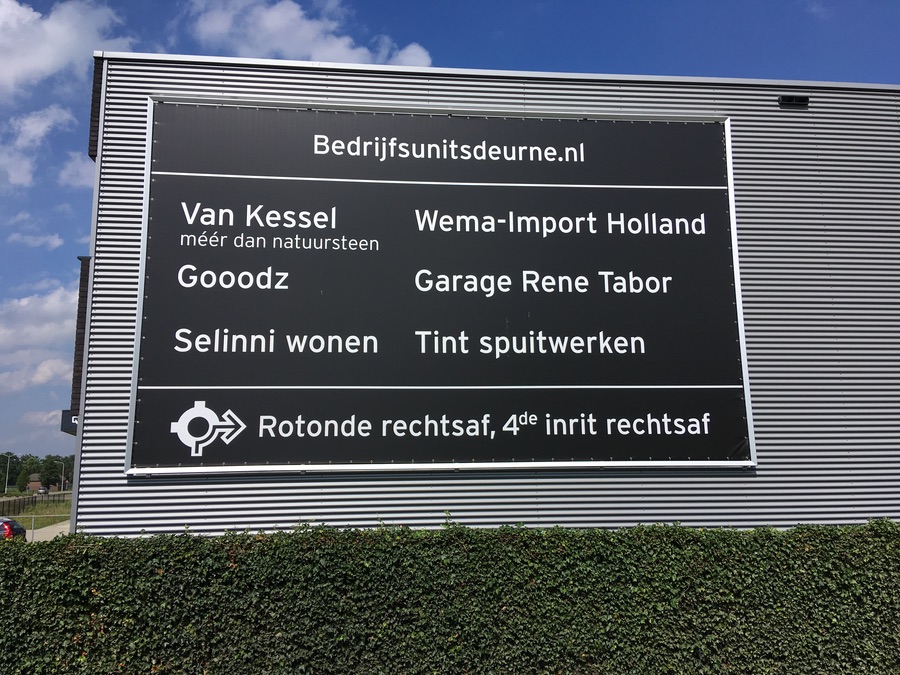 Bedrijfsunitsdeurne.nl
Van Kessel
méér dan natuursteen
Gooodz
Selinni wonen
Wema-Import Holland
Garage Rene Tabor
Tint spuitwerken
Rotonde rechtsaf, 4de inrit rechtsaf